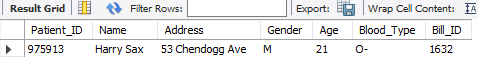 Result Grid Filter Rows: Export: Wrap Cell Content:
Patient_ID Name Address Gender Age Blood_Type Bill_ID
975913 Harry Sax 53 Chendogg Ave M 21 O- 1632